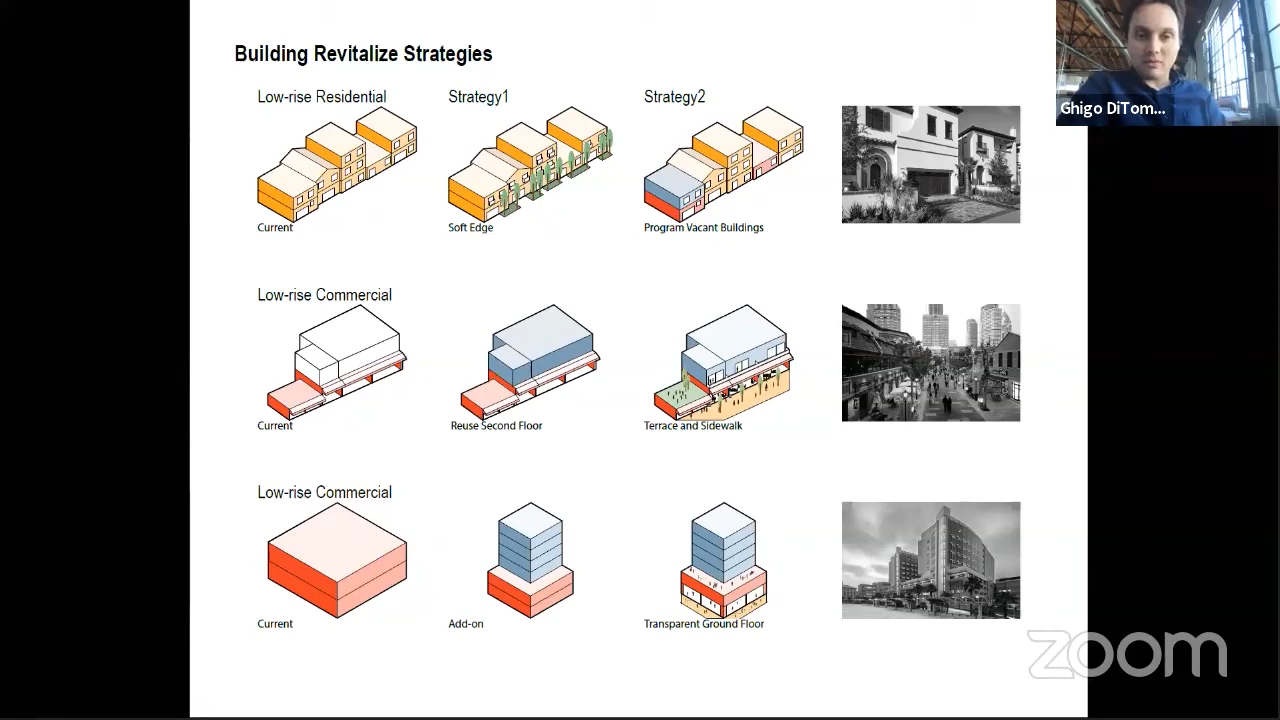 Building Revitalize Strategies
Low-rise Residential
Strategy1
Strategy2
Ghigo DiTom...
Current
Soft Edge
Program Vacant Buildings
Low-rise Commercial
Current
Reuse Second Floor
Terrace and Sidewalk
Low-rise Commercial
Current
Add-on
Transparent Ground Floor
zoom